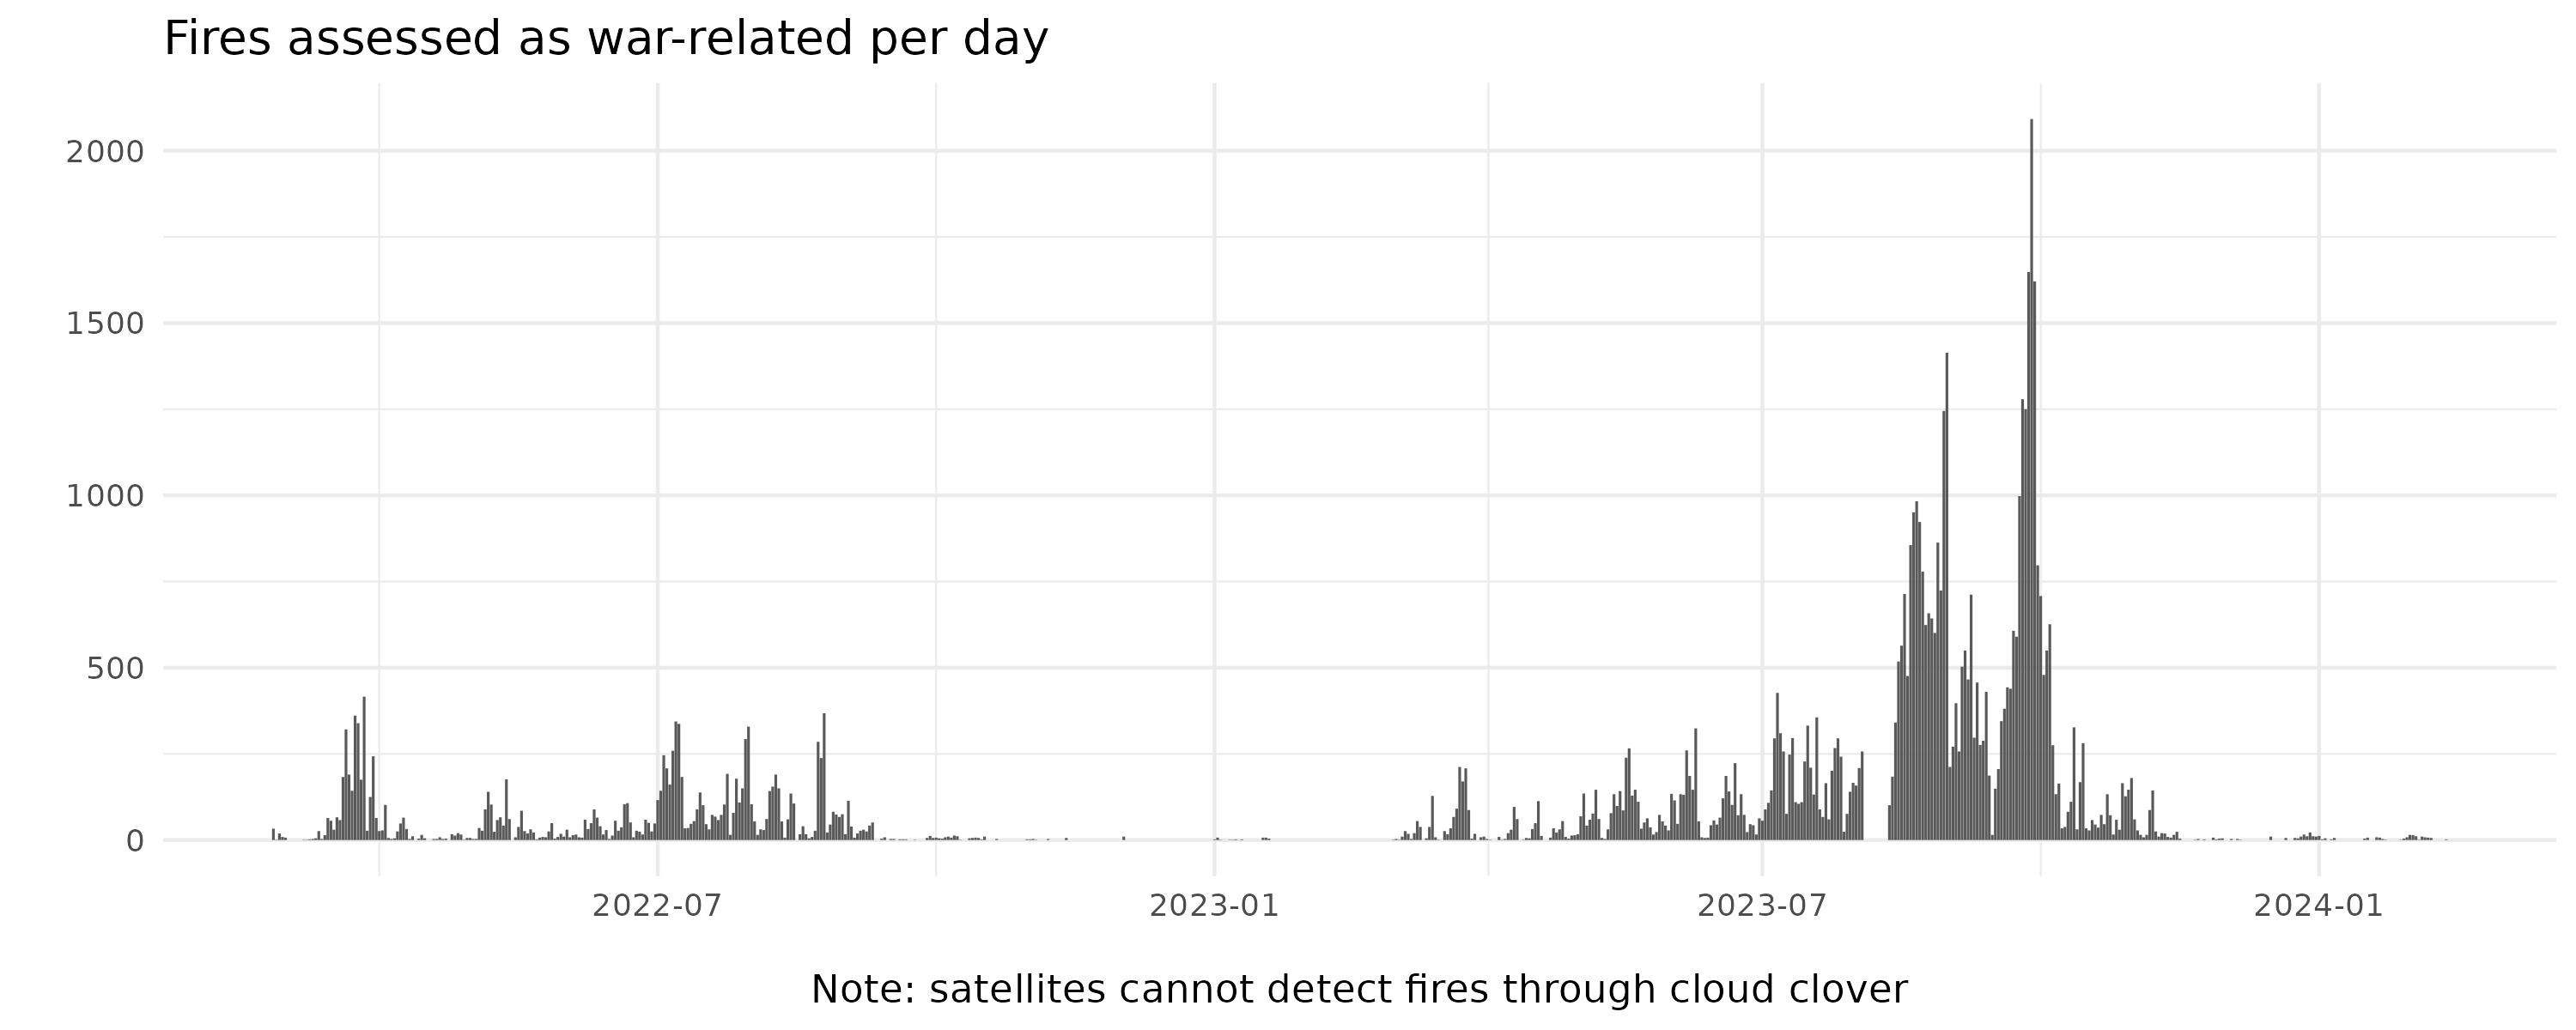 Fires assessed as war-related per day
2000
1500
1000
500
0
2022-07 2023-01 2023-07 2024-01
Note: satellites cannot detect fires through cloud clover